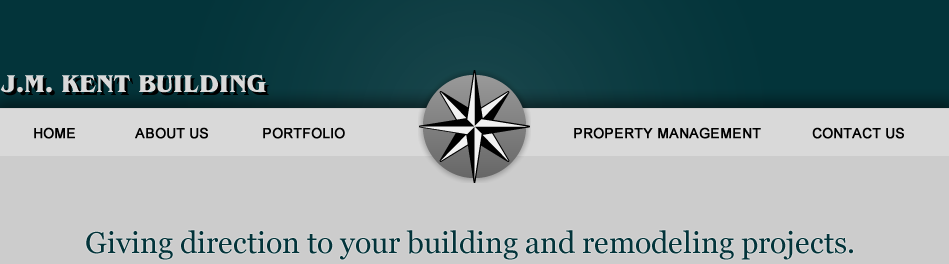 J.M. KENT BUILDING
HOME ABOUT US PORTFOLIO PROPERTY MANAGEMENT CONTACT US
Giving direction to your building and remodeling projects.